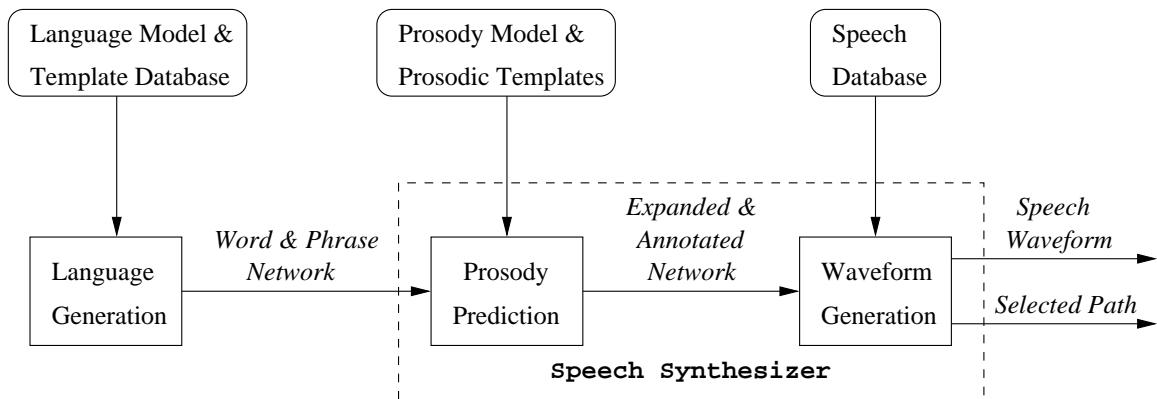 Language Model &
Template Database
Prosody Model &
Prosodic Templates
Speech
Database
Language
Generation
Word & Phrase
Network
Prosody
Prediction
Expanded &
Annotated
Network
Waveform
Generation
Speech
Waveform
Selected Path
Speech Synthesizer